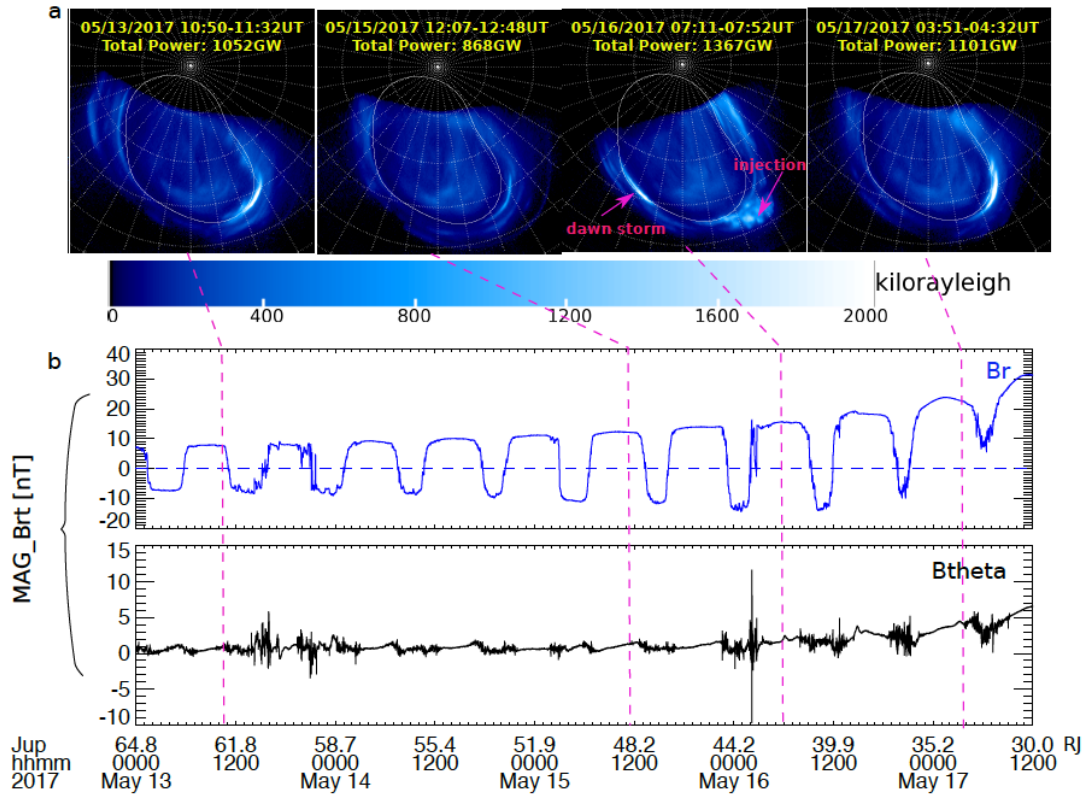 a
05/13/2017 10:50-11:32UT
Total Power: 1052GW
05/15/2017 12:07-12:48UT
Total Power: 868GW
05/16/2017 07:11-07:52UT
Total Power: 1367GW
05/17/2017 03:51-04:32UT
Total Power: 1101GW
injection
dawn storm
kilorayleigh
0 400 800 1200 1600 2000
b
MAG_Brt [nT]
40
30
20
10
0
-10
-20
Br
15
10
5
0
-5
-10
Btheta
Jup 64.8 61.8 58.7 55.4 51.9 48.2 44.2 39.9 35.2 30.0 RJ
hhmm 0000 1200 0000 1200 0000 1200 0000 1200 0000 1200
2017 May 13 May 14 May 15 May 16 May 17